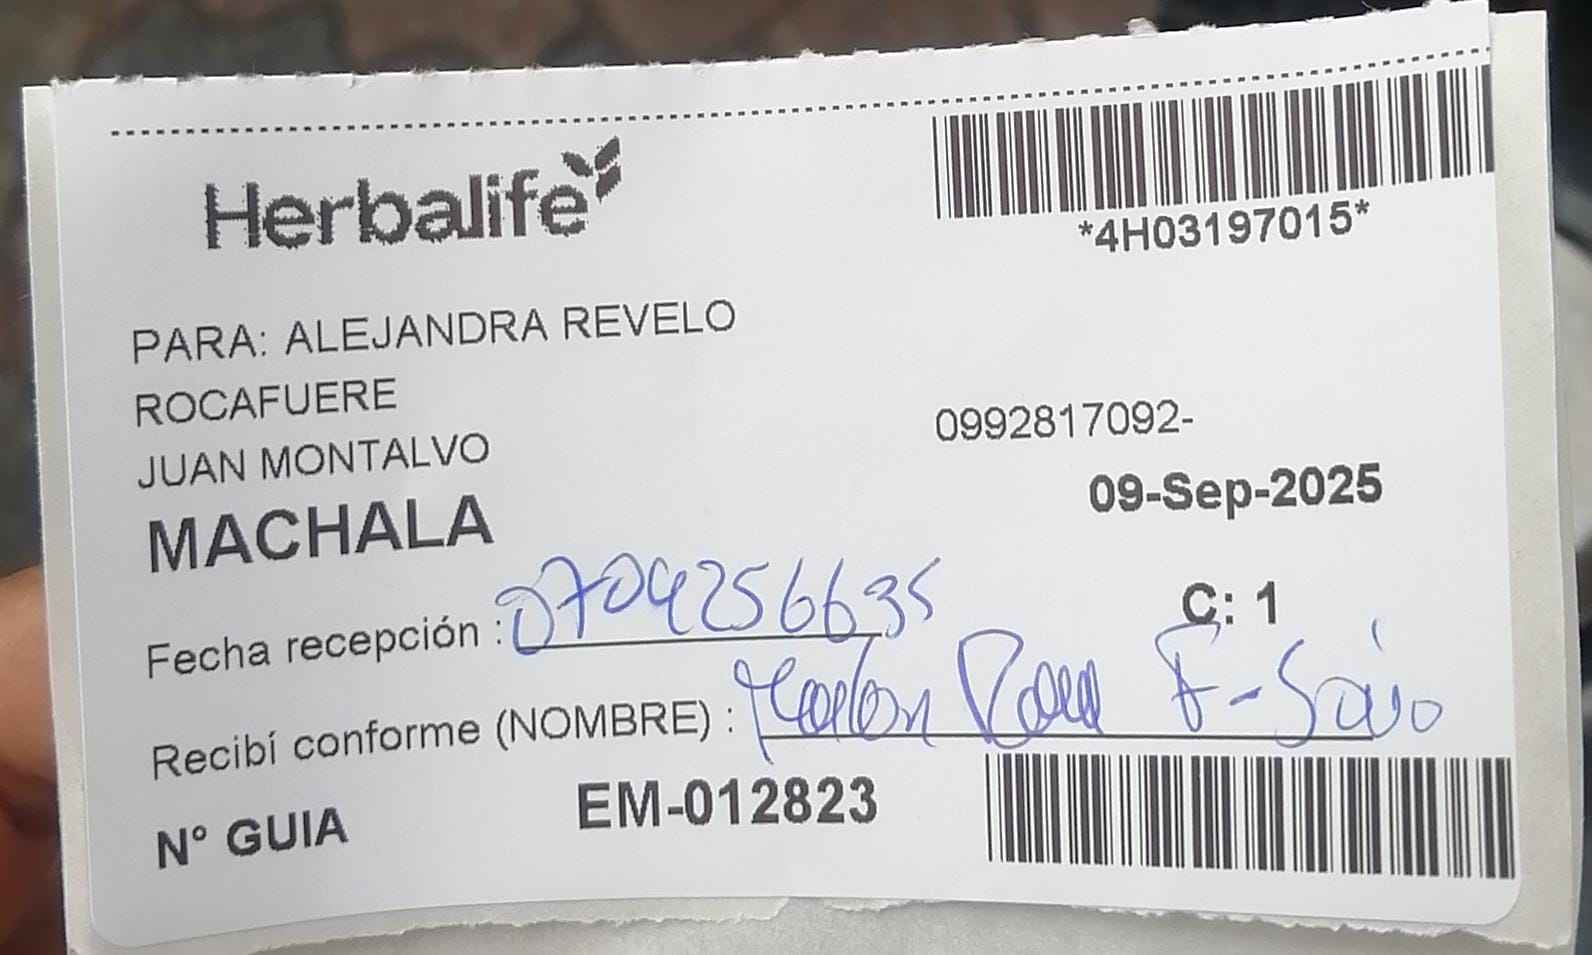 Herbalife
*4H03197015*
PARA: ALEJANDRA REVELO
ROCAFUERE
0992817092-
JUAN MONTALVO
09-Sep-2025
MACHALA
C: 1
Fecha recepción : 0704256635
Recibí conforme (NOMBRE) :
N° GUIA EM-012823